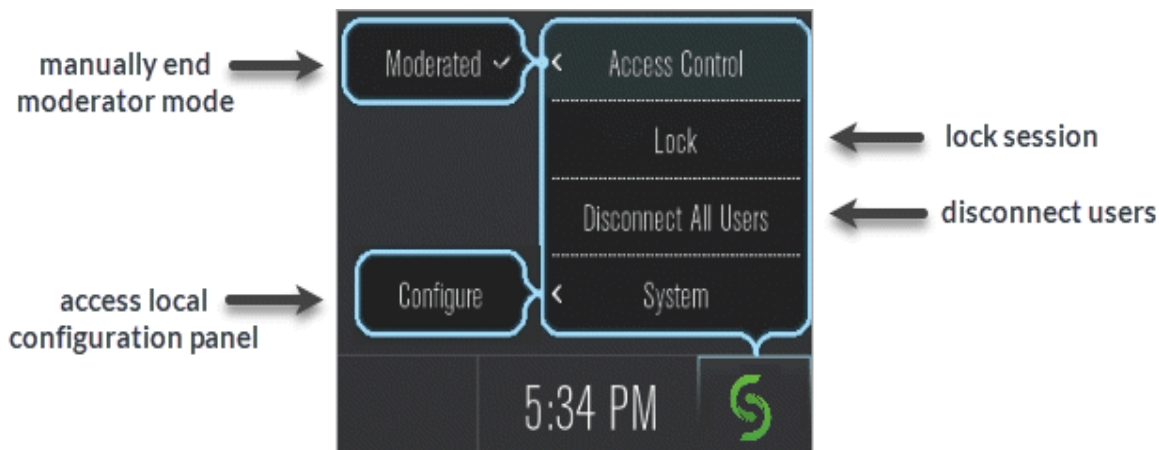 manually end
moderator mode
Moderated ✓
< Access Control
Lock
lock session
Disconnect All Users
disconnect users
access local
configuration panel
Configure
< System
5:34 PM